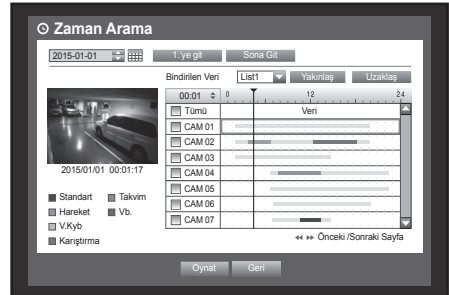 Zaman Arama
2015-01-01 1.'ye git Sona Git
Bindirilen Veri List1 Yakınlaş Uzaklaş
00:01 0 12 24
Tümü Veri
CAM 01
CAM 02
CAM 03
CAM 04
CAM 05
CAM 06
CAM 07
2015/01/01 00:01:17
Standart Takvim
Hareket Vb.
V.Kyb
Karıştırma
Önceki /Sonraki Sayfa
Oynat Geri